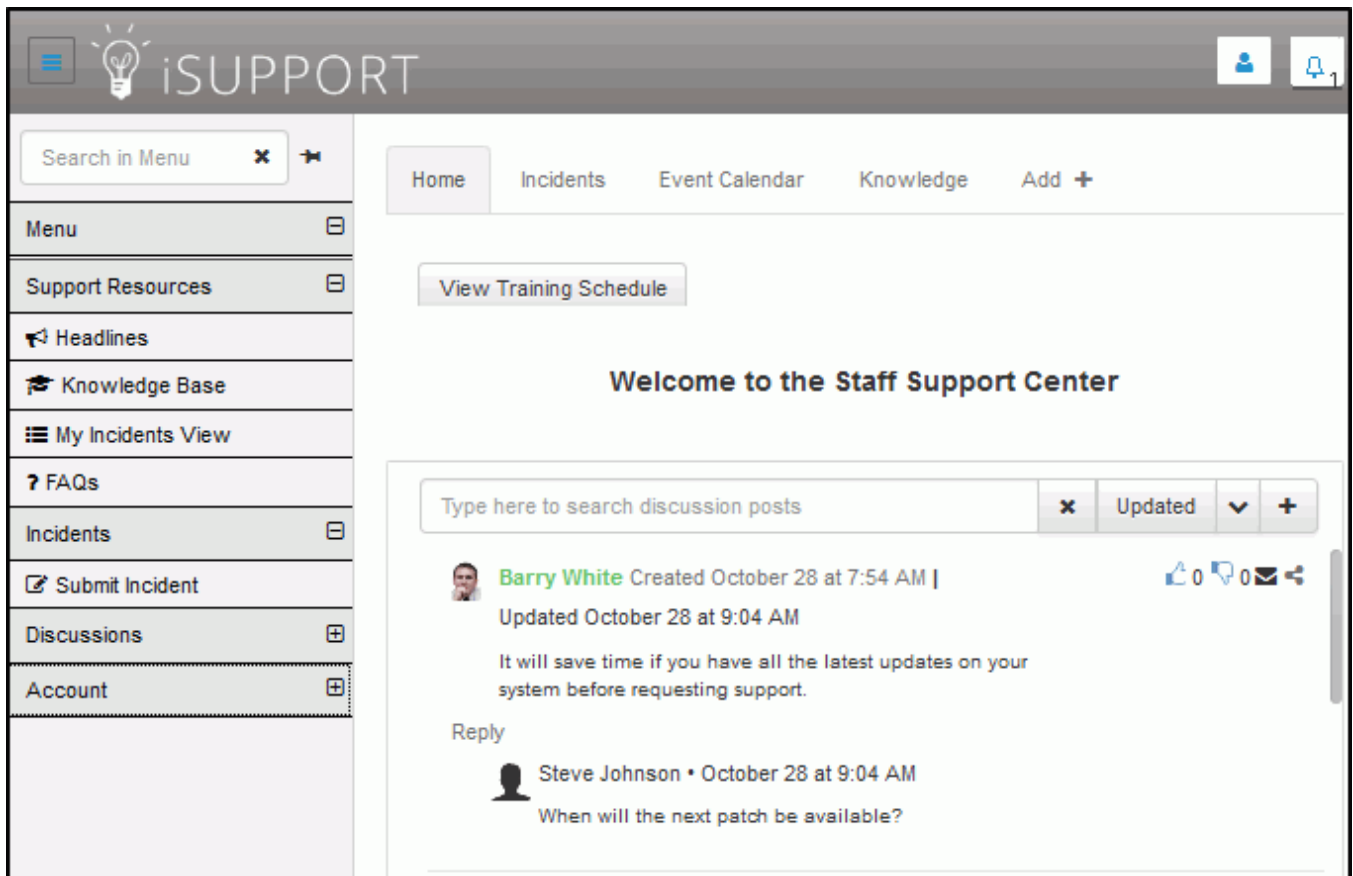 iSUPPORT
1
Search in Menu
Home Incidents Event Calendar Knowledge Add +
Menu
Support Resources
Headlines
Knowledge Base
My Incidents View
? FAQs
Incidents
Submit Incident
Discussions
Account
View Training Schedule
Welcome to the Staff Support Center
Type here to search discussion posts
Updated
Barry White Created October 28 at 7:54 AM | 0 0
Updated October 28 at 9:04 AM
It will save time if you have all the latest updates on your
system before requesting support.
Reply
Steve Johnson • October 28 at 9:04 AM
When will the next patch be available?